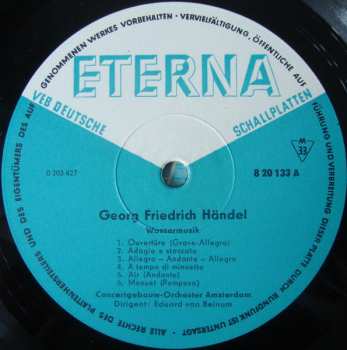 GENOMMENEN WERKES VORBEHALTEN · VERVIELFÄLTIGUNG, ÖFFENTLICHE AUFFÜHRUNG UND VERBREITUNG DIESER PLATTE DURCH RUNDFUNK IST UNTERSAGT · ALLE RECHTE DES PLATTENHERSTELLERS UND DES EIGENTÜMERS DES AUF
ETERNA
VEB DEUTSCHE SCHALLPLATTEN
M
33
0 203 427
8 20 133 A
Georg Friedrich Händel
Wassermusik
1. Ouvertüre (Grave-Allegro)
2. Adagio e staccato
3. Allegro – Andante – Allegro
4. A tempo di minuetto
5. Air (Andante)
6. Menuet (Pomposo)
Concertgebouw-Orchester Amsterdam
Dirigent: Eduard van Beinum